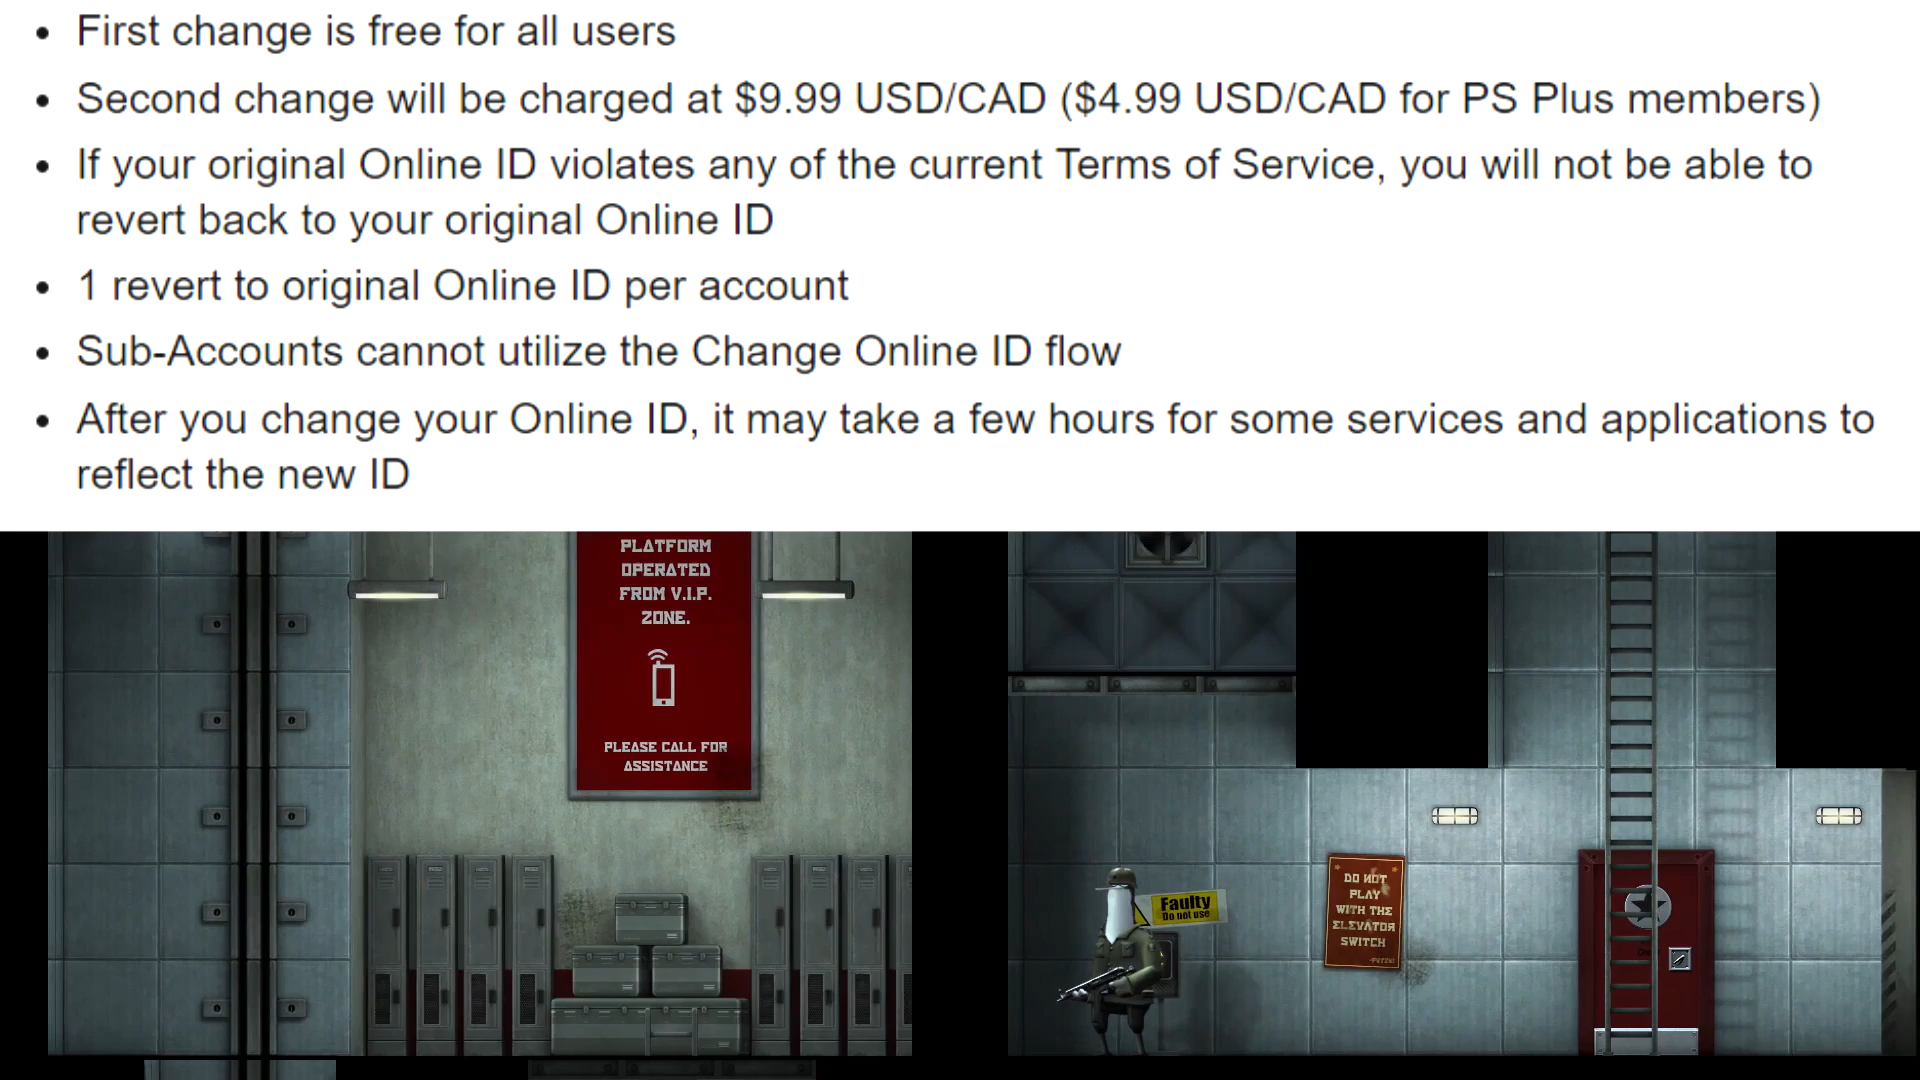 First change is free for all users
Second change will be charged at $9.99 USD/CAD ($4.99 USD/CAD for PS Plus members)
If your original Online ID violates any of the current Terms of Service, you will not be able to
revert back to your original Online ID
1 revert to original Online ID per account
Sub-Accounts cannot utilize the Change Online ID flow
After you change your Online ID, it may take a few hours for some services and applications to
reflect the new ID
PLATFORM
OPERATED
FROM V.I.P.
ZONE.
PLEASE CALL FOR
ASSISTANCE
Faulty
Do not use
DO NOT
PLAY
WITH THE
ELEVATOR
SWITCH